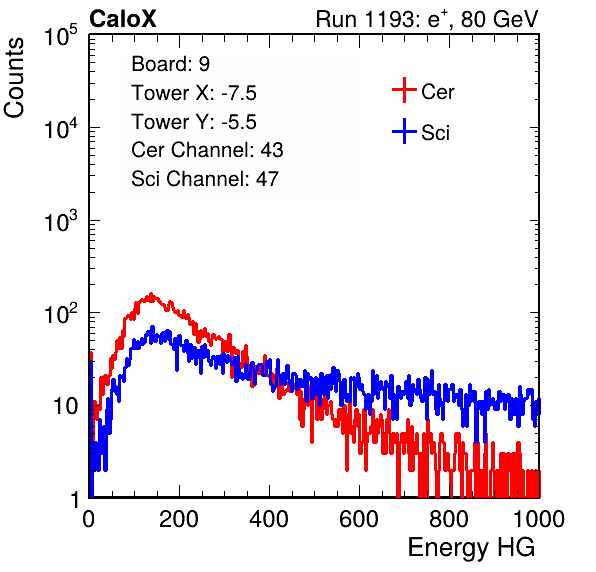 CaloX Run 1193: e⁺, 80 GeV
Counts
10⁵
10⁴
10³
10²
10
1
Board: 9
Tower X: -7.5
Tower Y: -5.5
Cer Channel: 43
Sci Channel: 47
Cer
Sci
0 200 400 600 800 1000
Energy HG